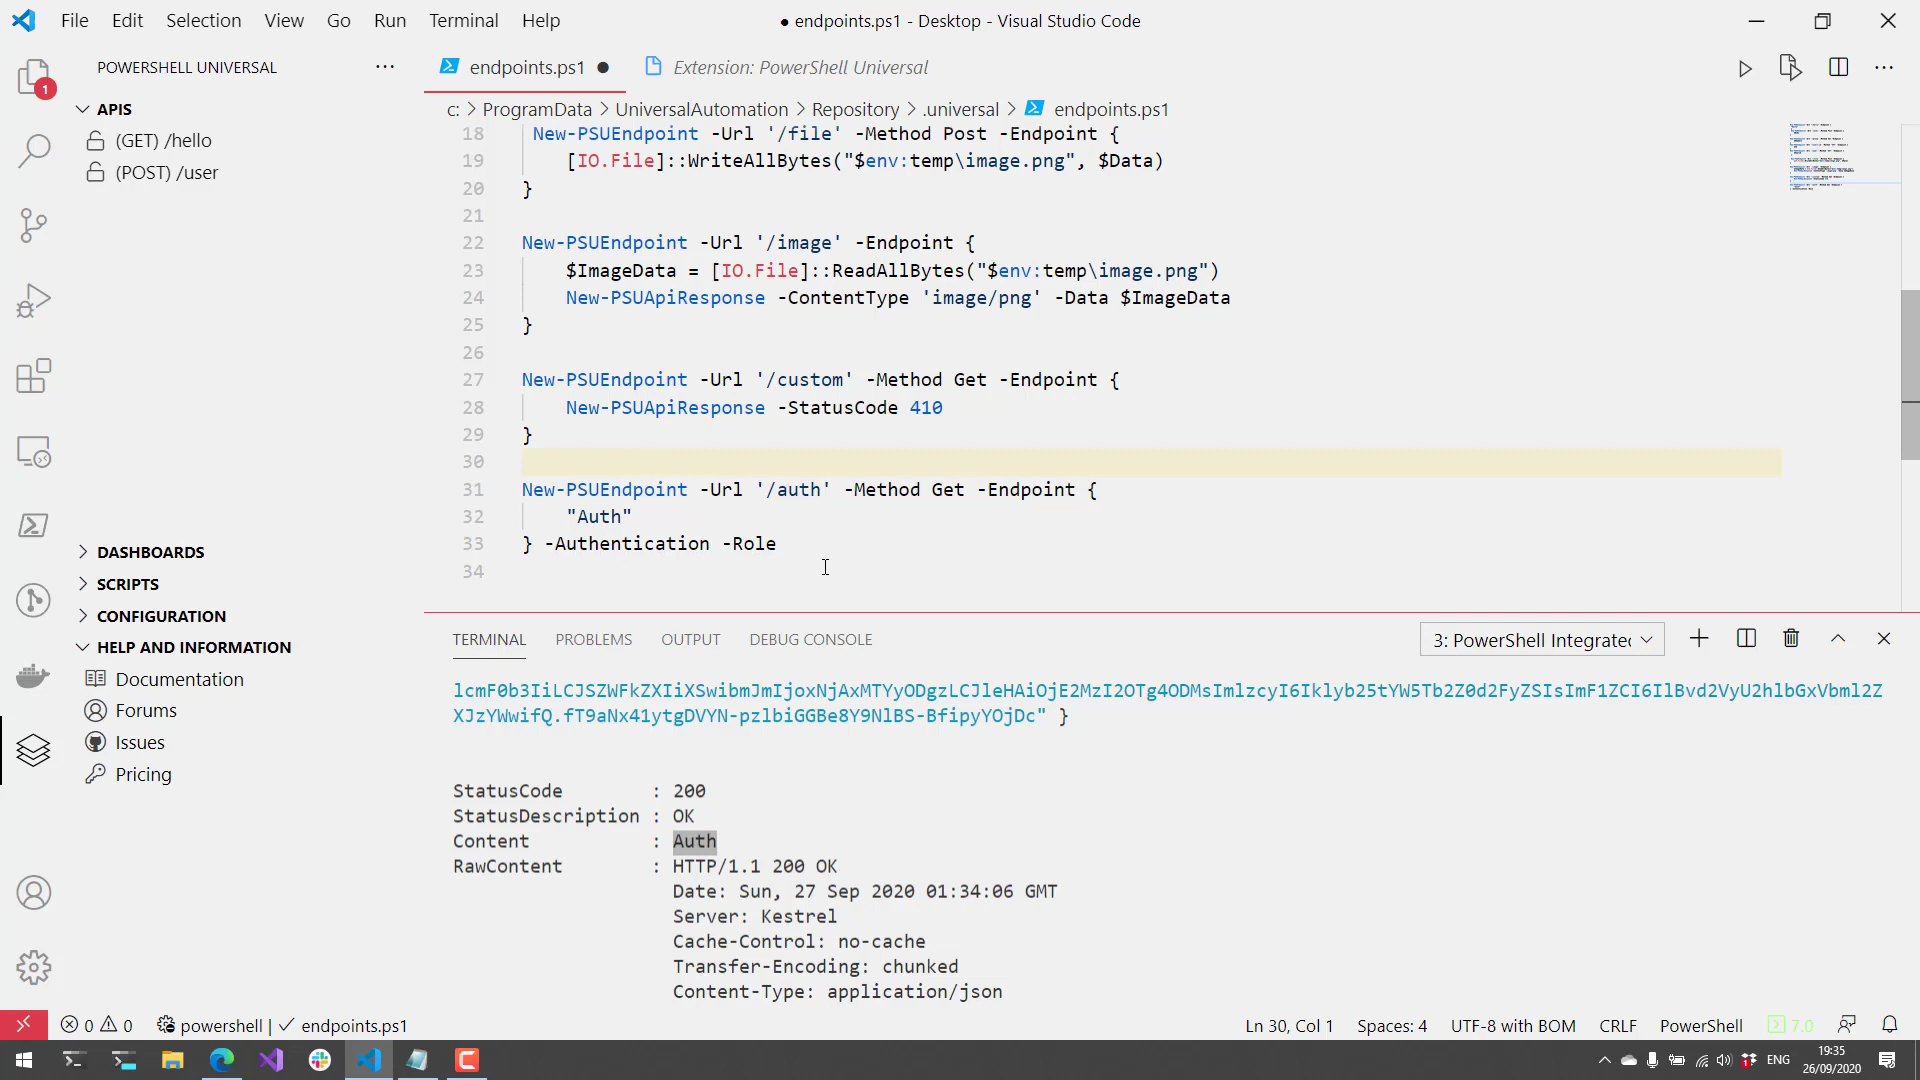 File Edit Selection View Go Run Terminal Help
● endpoints.ps1 - Desktop - Visual Studio Code
POWERSHELL UNIVERSAL ···
endpoints.ps1 ●
Extension: PowerShell Universal
1
APIS
(GET) /hello
(POST) /user
DASHBOARDS
SCRIPTS
CONFIGURATION
HELP AND INFORMATION
Documentation
Forums
Issues
Pricing
c: > ProgramData > UniversalAutomation > Repository > .universal > endpoints.ps1
18 New-PSUEndpoint -Url '/file' -Method Post -Endpoint {
19 [IO.File]::WriteAllBytes("$env:temp\image.png", $Data)
20 }
21
22 New-PSUEndpoint -Url '/image' -Endpoint {
23 $ImageData = [IO.File]::ReadAllBytes("$env:temp\image.png")
24 New-PSUApiResponse -ContentType 'image/png' -Data $ImageData
25 }
26
27 New-PSUEndpoint -Url '/custom' -Method Get -Endpoint {
28 New-PSUApiResponse -StatusCode 410
29 }
30
31 New-PSUEndpoint -Url '/auth' -Method Get -Endpoint {
32 "Auth"
33 } -Authentication -Role
34
TERMINAL PROBLEMS OUTPUT DEBUG CONSOLE
3: PowerShell Integrated
lcmF0b3IiLCJSZWFkZXIiXSwibmJmIjoxNjAxMTYyODgzLCJleHAiOjE2MzI2OTg4ODMsImlzcyI6Iklyb25tYW5Tb2Z0d2FyZSIsImF1ZCI6IlBvd2VyU2hlbGxVbml2Z
XJzYWwifQ.fT9aNx41ytgDVYN-pzlbiGGBe8Y9NlBS-BfipyYOjDc" }
StatusCode : 200
StatusDescription : OK
Content : Auth
RawContent : HTTP/1.1 200 OK
Date: Sun, 27 Sep 2020 01:34:06 GMT
Server: Kestrel
Cache-Control: no-cache
Transfer-Encoding: chunked
Content-Type: application/json
0 0 powershell | endpoints.ps1
Ln 30, Col 1 Spaces: 4 UTF-8 with BOM CRLF PowerShell 7.0
ENG
19:35
26/09/2020